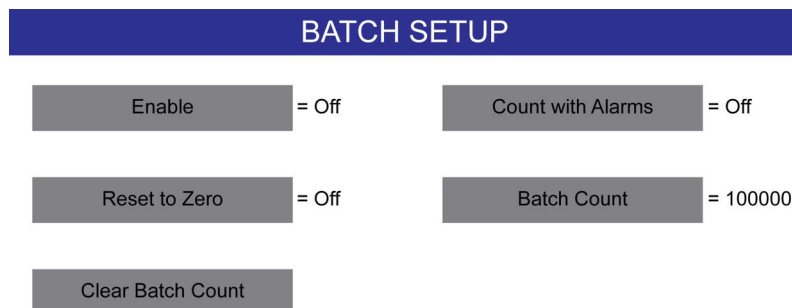 BATCH SETUP
Enable = Off
Count with Alarms = Off
Reset to Zero = Off
Batch Count = 100000
Clear Batch Count